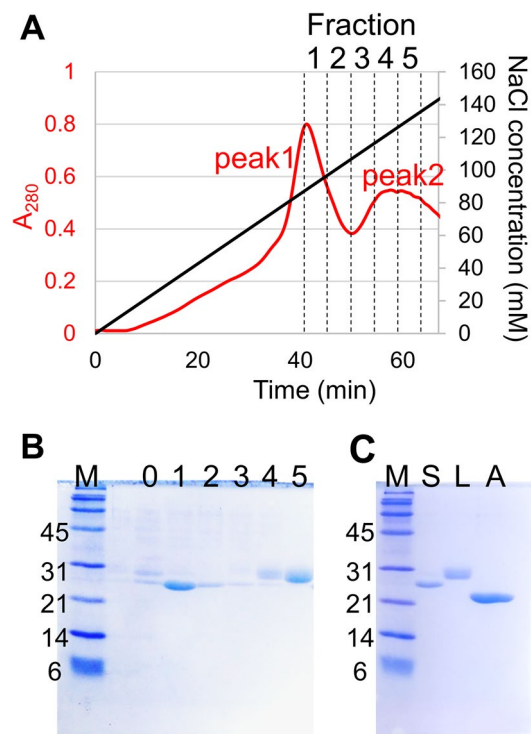 A
Fraction
1 2 3 4 5
1
0.8
0.6
0.4
0.2
0
A280
peak1
peak2
160
140
120
100
80
60
40
20
0
NaCl concentration (mM)
0 20 40 60
Time (min)
B
M 0 1 2 3 4 5
45
31
21
14
6
C
M S L A
45
31
21
14
6